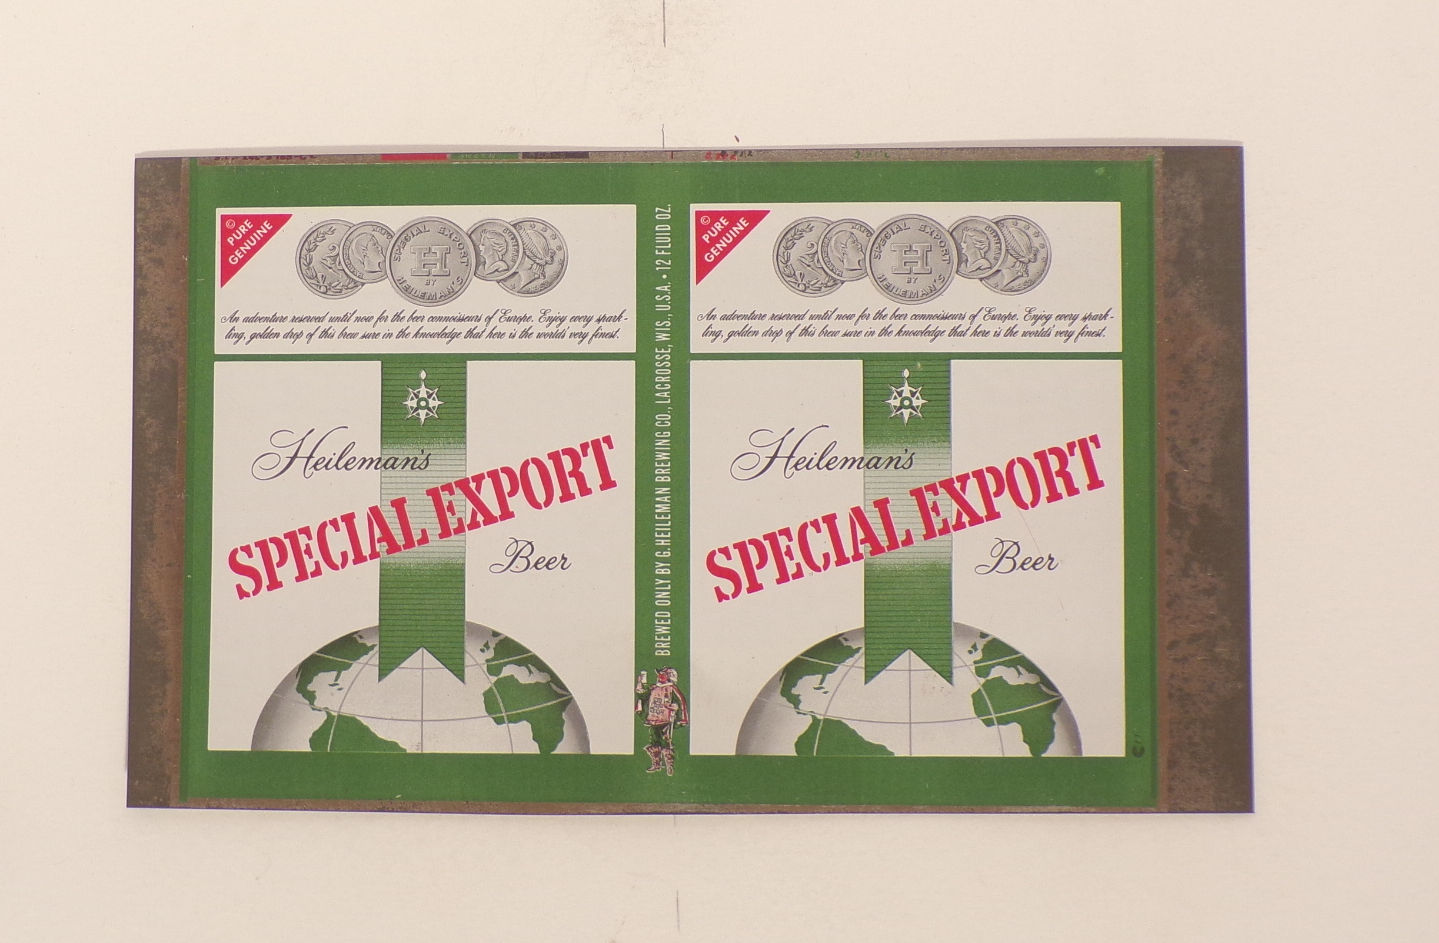 © PURE
GENUINE
SPECIAL EXPORT
H
BY
HEILEMAN'S
An adventure reserved until now for the beer connoisseurs of Europe. Enjoy every spark-
ling, golden drop of this brew sure in the knowledge that here is the world's very finest.
Heileman's
SPECIAL EXPORT
Beer
BREWED ONLY BY G. HEILEMAN BREWING CO., LACROSSE, WIS., U.S.A. • 12 FLUID OZ.
© PURE
GENUINE
SPECIAL EXPORT
H
BY
HEILEMAN'S
An adventure reserved until now for the beer connoisseurs of Europe. Enjoy every spark-
ling, golden drop of this brew sure in the knowledge that here is the world's very finest.
Heileman's
SPECIAL EXPORT
Beer